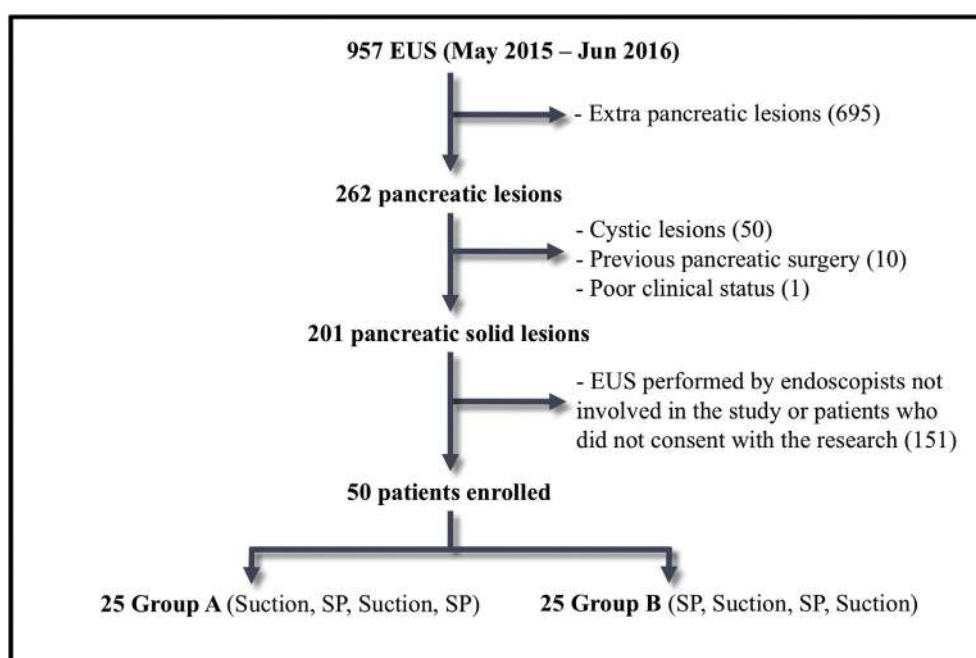 957 EUS (May 2015 – Jun 2016)
- Extra pancreatic lesions (695)
262 pancreatic lesions
- Cystic lesions (50)
- Previous pancreatic surgery (10)
- Poor clinical status (1)
201 pancreatic solid lesions
- EUS performed by endoscopists not
involved in the study or patients who
did not consent with the research (151)
50 patients enrolled
25 Group A (Suction, SP, Suction, SP)
25 Group B (SP, Suction, SP, Suction)